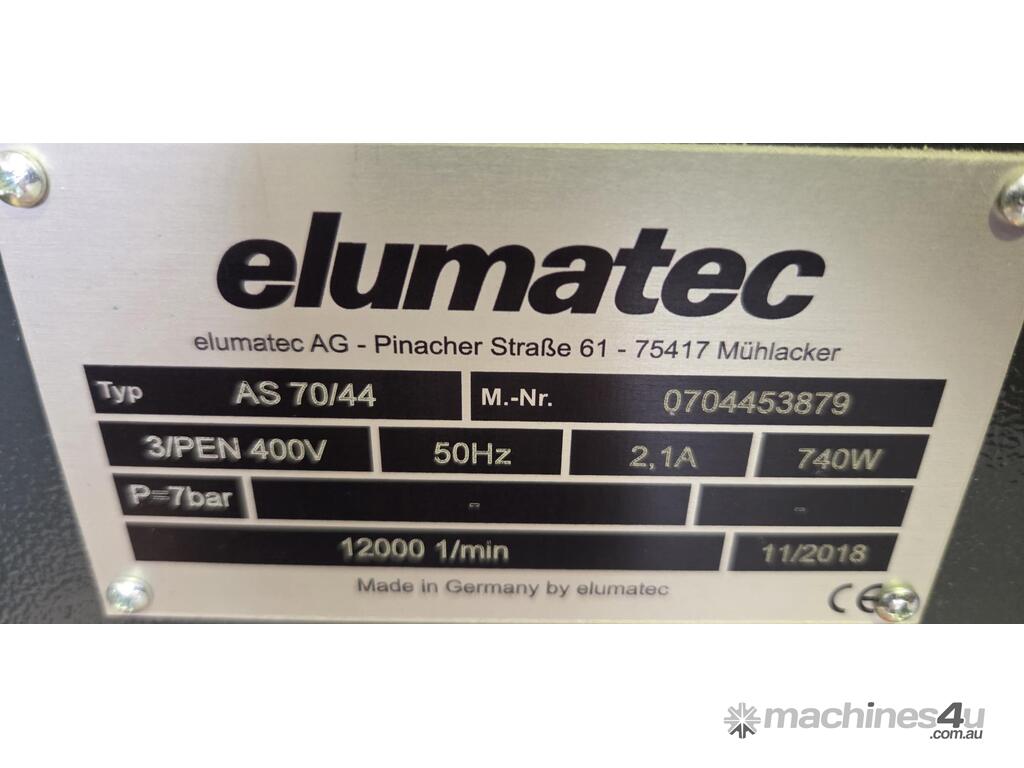 elumatec
elumatec AG - Pinacher Straße 61 - 75417 Mühlacker
Typ AS 70/44 M.-Nr. 0704453879
3/PEN 400V 50Hz 2,1A 740W
P=7bar - -
12000 1/min 11/2018
Made in Germany by elumatec
CE
machines4u
.com.au